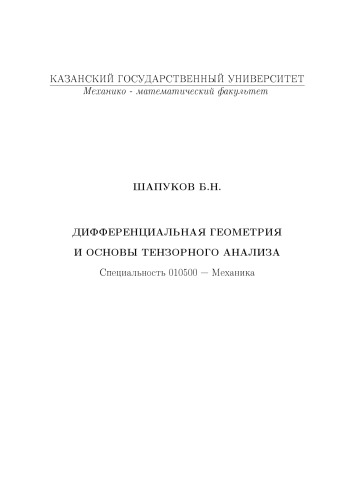 КАЗАНСКИЙ ГОСУДАРСТВЕННЫЙ УНИВЕРСИТЕТ
Механико - математический факультет
ШАПУКОВ Б.Н.
ДИФФЕРЕНЦИАЛЬНАЯ ГЕОМЕТРИЯ
И ОСНОВЫ ТЕНЗОРНОГО АНАЛИЗА
Специальность 010500 — Механика